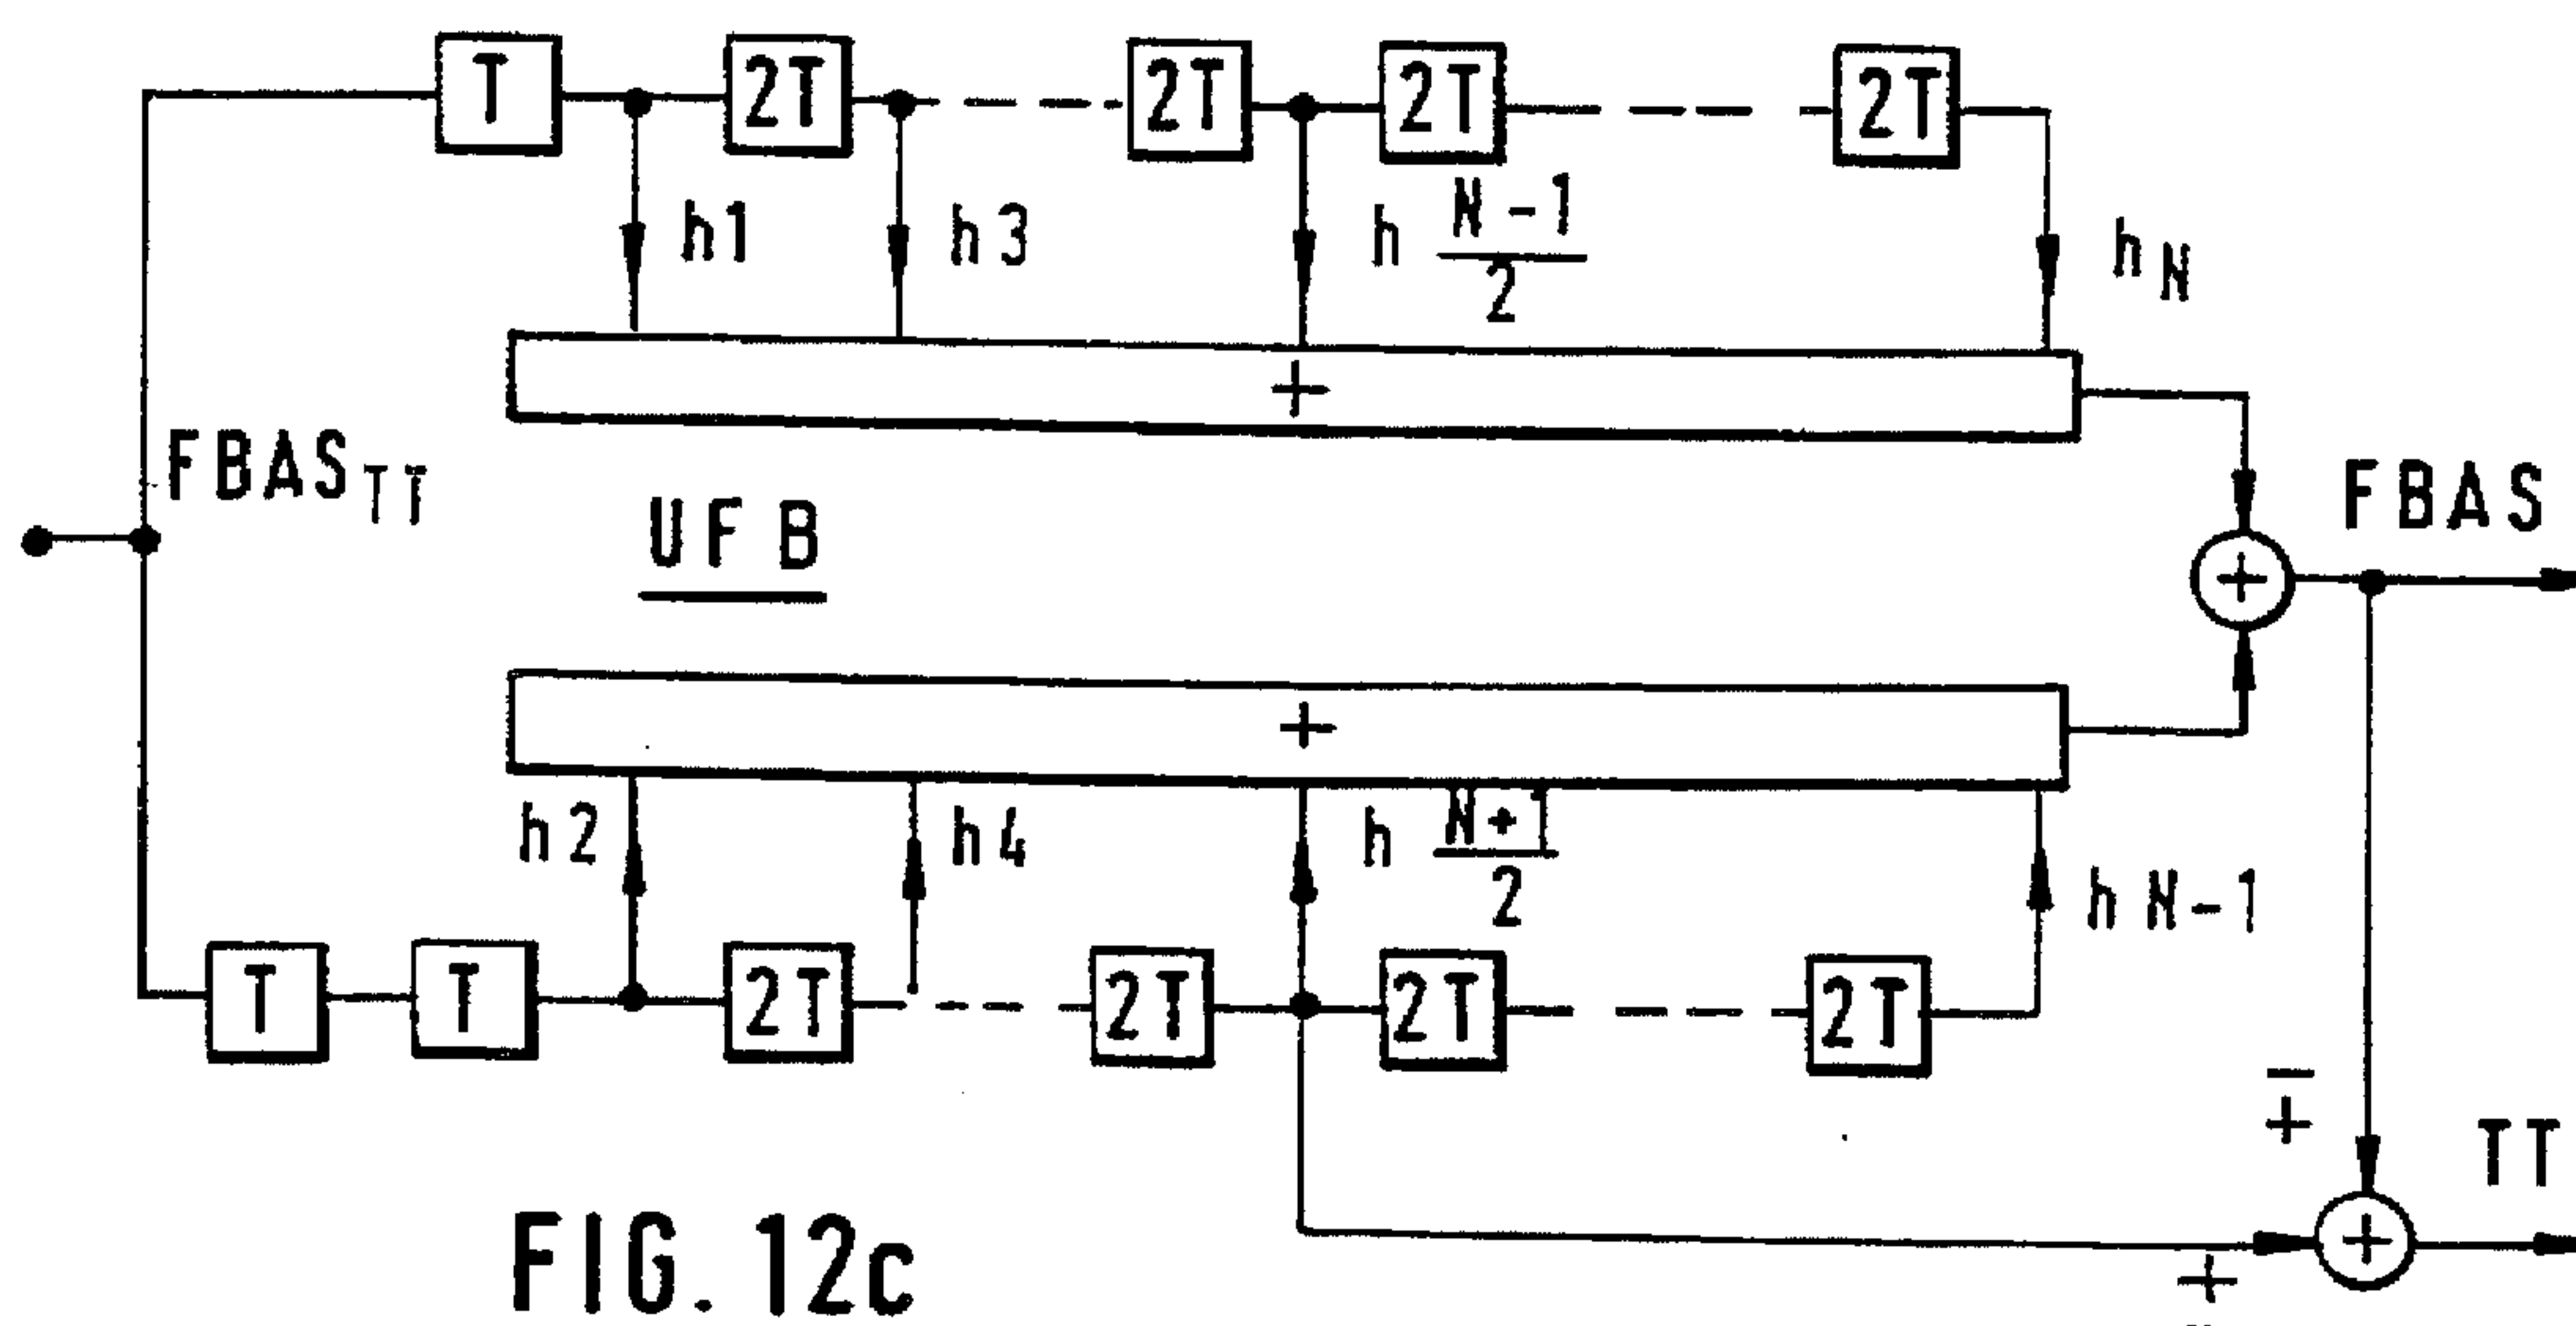 T 2T 2T 2T 2T
h1 h3 h N-1/2 hN
+
FBASTT
UFB
+ FBAS
+
h2 h4 h N+1/2 h N-1
T T 2T 2T 2T 2T
− +
+ TT
+
FIG. 12c